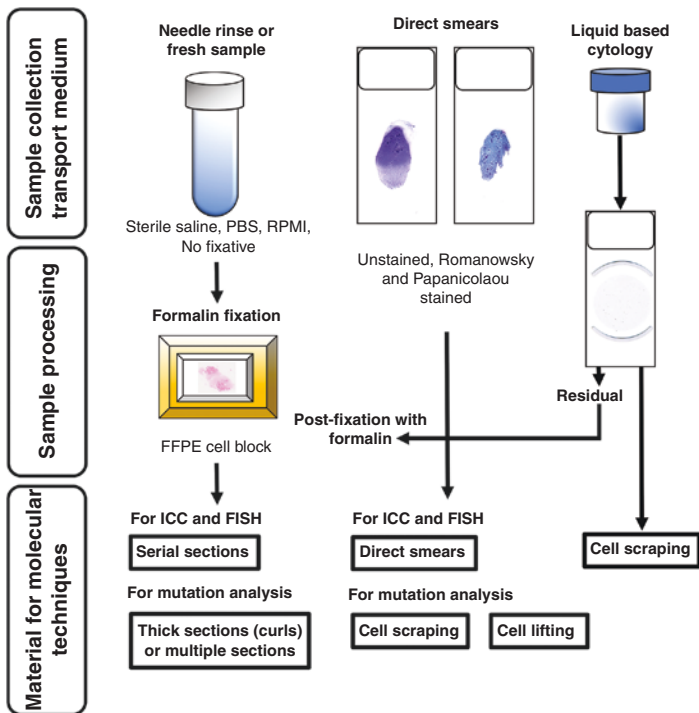 Sample collection
transport medium
Needle rinse or
fresh sample
Sterile saline, PBS, RPMI,
No fixative
Direct smears
Unstained, Romanowsky
and Papanicolaou
stained
Liquid based
cytology
Sample processing
Formalin fixation
FFPE cell block
Post-fixation with
formalin
Residual
Material for molecular
techniques
For ICC and FISH
Serial sections
For mutation analysis
Thick sections (curls)
or multiple sections
For ICC and FISH
Direct smears
For mutation analysis
Cell scraping
Cell lifting
Cell scraping